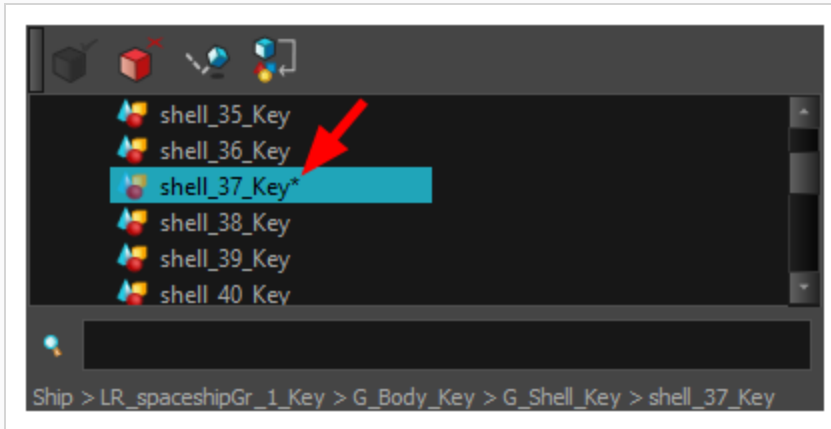 shell_35_Key
shell_36_Key
shell_37_Key*
shell_38_Key
shell_39_Key
shell_40_Key
Ship > LR_spaceshipGr_1_Key > G_Body_Key > G_Shell_Key > shell_37_Key